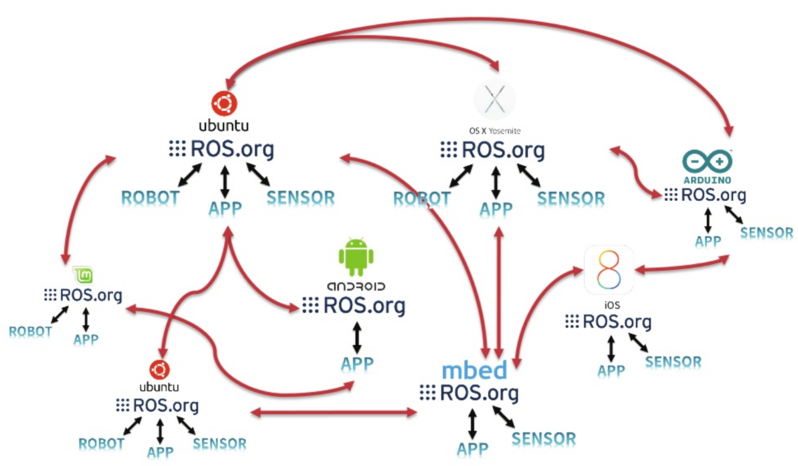 ubuntu
ROS.org
ROBOT
APP
SENSOR
OS X Yosemite
ROS.org
ROBOT
APP
SENSOR
ARDUINO
ROS.org
APP
SENSOR
ROS.org
ROBOT
APP
android
ROS.org
APP
iOS
ROS.org
APP
SENSOR
ubuntu
ROS.org
ROBOT
APP
SENSOR
mbed
ROS.org
APP
SENSOR